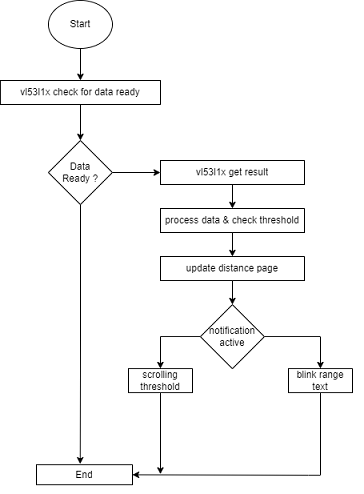 Start
vl53l1x check for data ready
Data
Ready ?
vl53l1x get result
process data & check threshold
update distance page
notification
active
scrolling
threshold
blink range
text
End